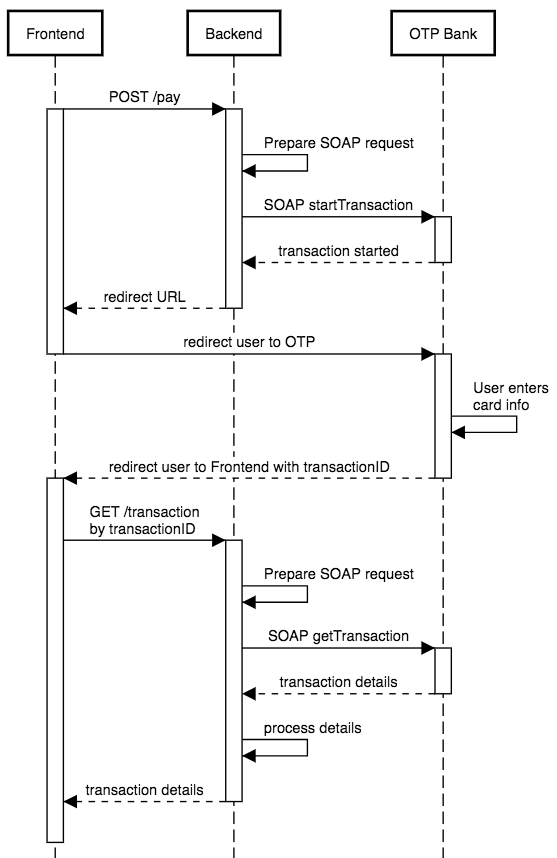 Frontend
Backend
OTP Bank
POST /pay
Prepare SOAP request
SOAP startTransaction
transaction started
redirect URL
redirect user to OTP
User enters
card info
redirect user to Frontend with transactionID
GET /transaction
by transactionID
Prepare SOAP request
SOAP getTransaction
transaction details
process details
transaction details